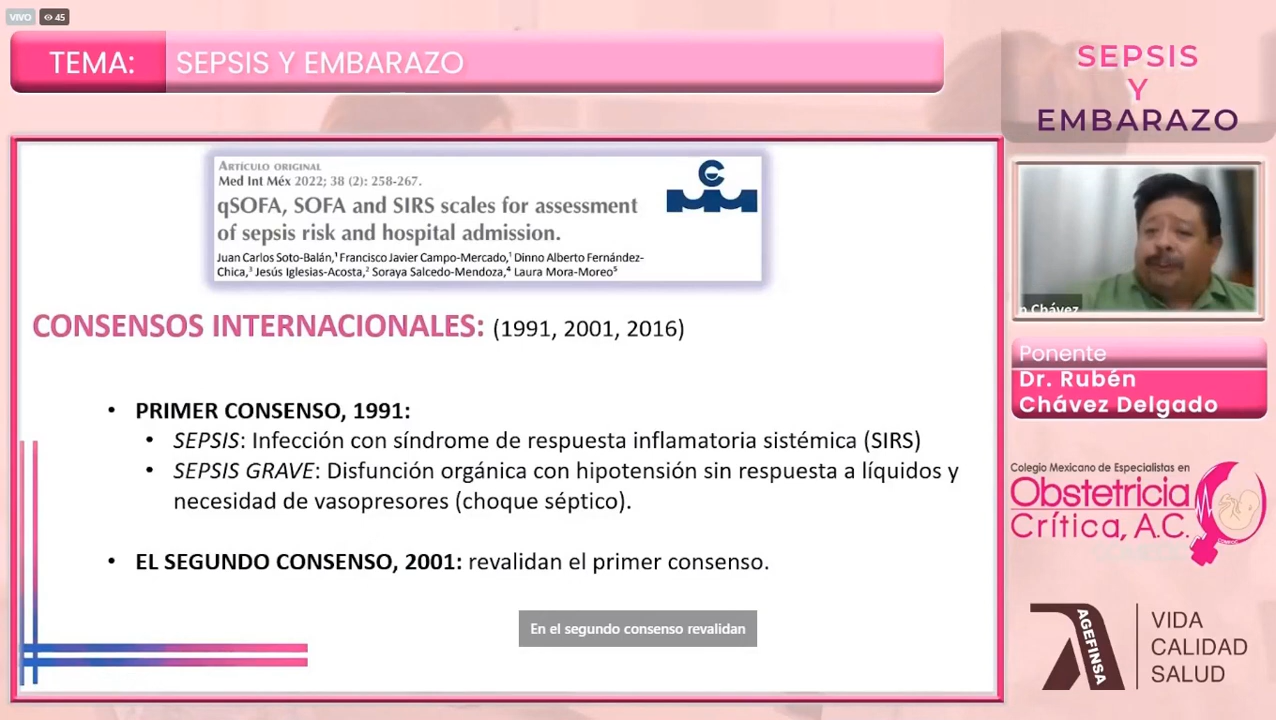 VIVO
45
TEMA:
SEPSIS Y EMBARAZO
SEPSIS
Y
EMBARAZO
ARTÍCULO ORIGINAL
Med Int Méx 2022; 38 (2): 258-267.
qSOFA, SOFA and SIRS scales for assessment
of sepsis risk and hospital admission.
Juan Carlos Soto-Balán,¹ Francisco Javier Campo-Mercado,¹ Dinno Alberto Fernández-
Chica,³ Jesús Iglesias-Acosta,² Soraya Salcedo-Mendoza,⁴ Laura Mora-Moreo⁵
CONSENSOS INTERNACIONALES: (1991, 2001, 2016)
• PRIMER CONSENSO, 1991:
• SEPSIS: Infección con síndrome de respuesta inflamatoria sistémica (SIRS)
• SEPSIS GRAVE: Disfunción orgánica con hipotensión sin respuesta a líquidos y
necesidad de vasopresores (choque séptico).
• EL SEGUNDO CONSENSO, 2001: revalidan el primer consenso.
En el segundo consenso revalidan
Chávez
Ponente
Dr. Rubén
Chávez Delgado
Colegio Mexicano de Especialistas en
Obstetricia
Crítica, A.C.
AGEFINSA
VIDA
CALIDAD
SALUD